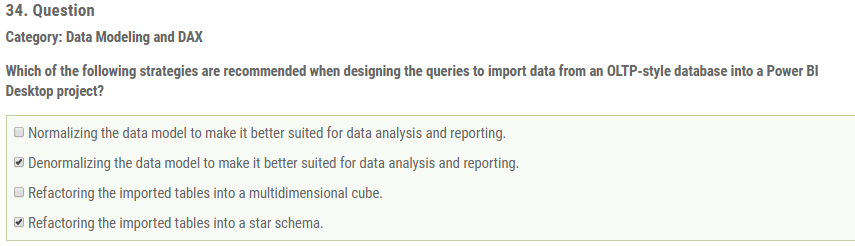 34. Question
Category: Data Modeling and DAX
Which of the following strategies are recommended when designing the queries to import data from an OLTP-style database into a Power BI
Desktop project?
Normalizing the data model to make it better suited for data analysis and reporting.
Denormalizing the data model to make it better suited for data analysis and reporting.
Refactoring the imported tables into a multidimensional cube.
Refactoring the imported tables into a star schema.